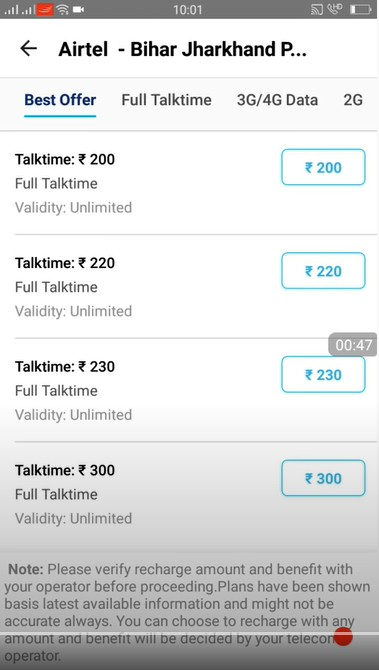 10:01
Airtel - Bihar Jharkhand P...
Best Offer Full Talktime 3G/4G Data 2G
Talktime: ₹ 200
₹ 200
Full Talktime
Validity: Unlimited
Talktime: ₹ 220
₹ 220
Full Talktime
Validity: Unlimited
00:47
Talktime: ₹ 230
₹ 230
Full Talktime
Validity: Unlimited
Talktime: ₹ 300
₹ 300
Full Talktime
Validity: Unlimited
Note: Please verify recharge amount and benefit with
your operator before proceeding.Plans have been shown
basis latest available information and might not be
accurate always. You can choose to recharge with any
amount and benefit will be decided by your telecom
operator.